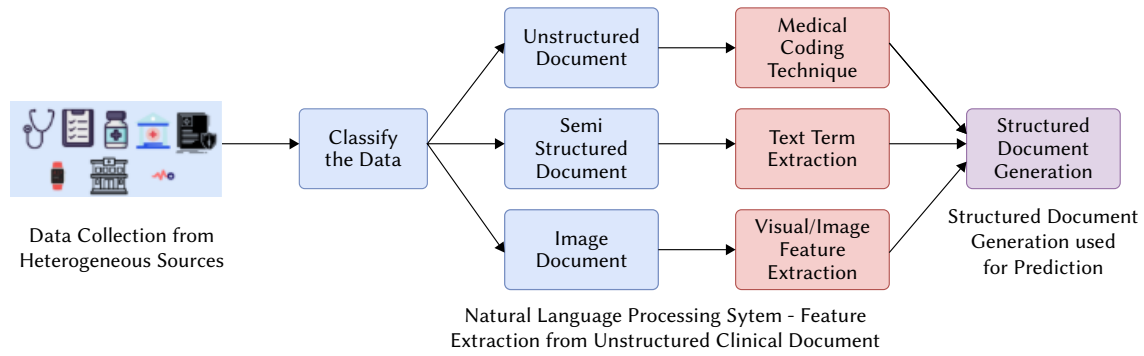 Unstructured
Document
Medical
Coding
Technique
Classify
the Data
Semi
Structured
Document
Text Term
Extraction
Structured
Document
Generation
Image
Document
Visual/Image
Feature
Extraction
Data Collection from
Heterogeneous Sources
Structured Document
Generation used
for Prediction
Natural Language Processing Sytem - Feature
Extraction from Unstructured Clinical Document